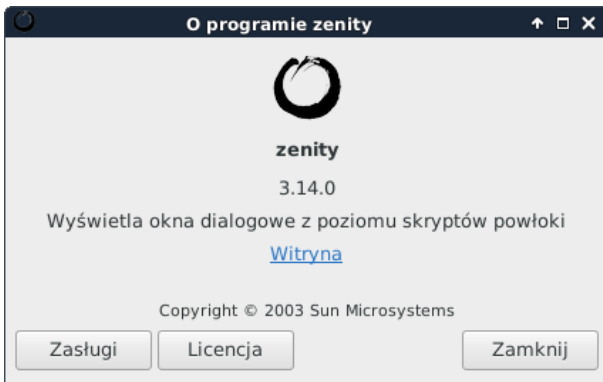 O programie zenity
zenity
3.14.0
Wyświetla okna dialogowe z poziomu skryptów powłoki
Witryna
Copyright © 2003 Sun Microsystems
Zasługi Licencja Zamknij